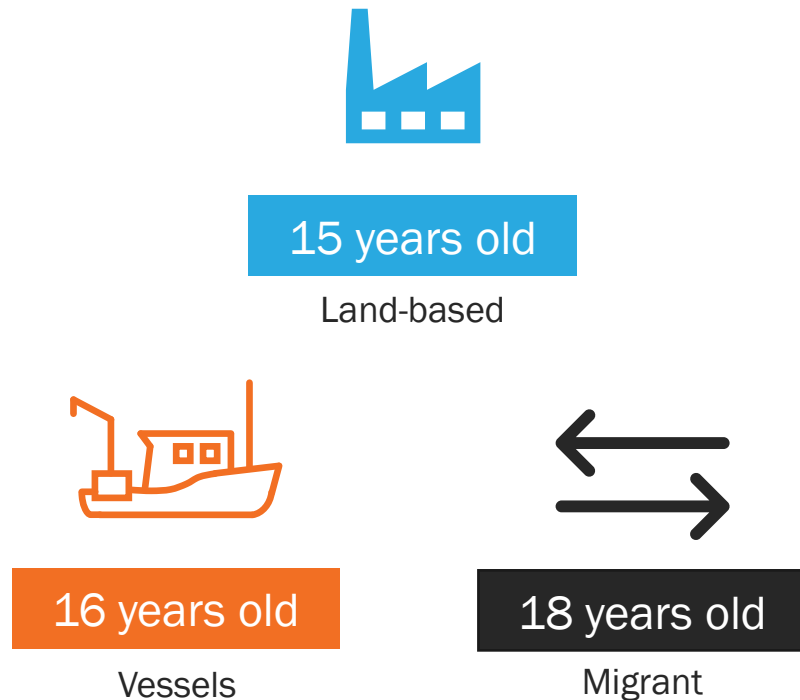 15 years old
Land-based
16 years old
Vessels
18 years old
Migrant